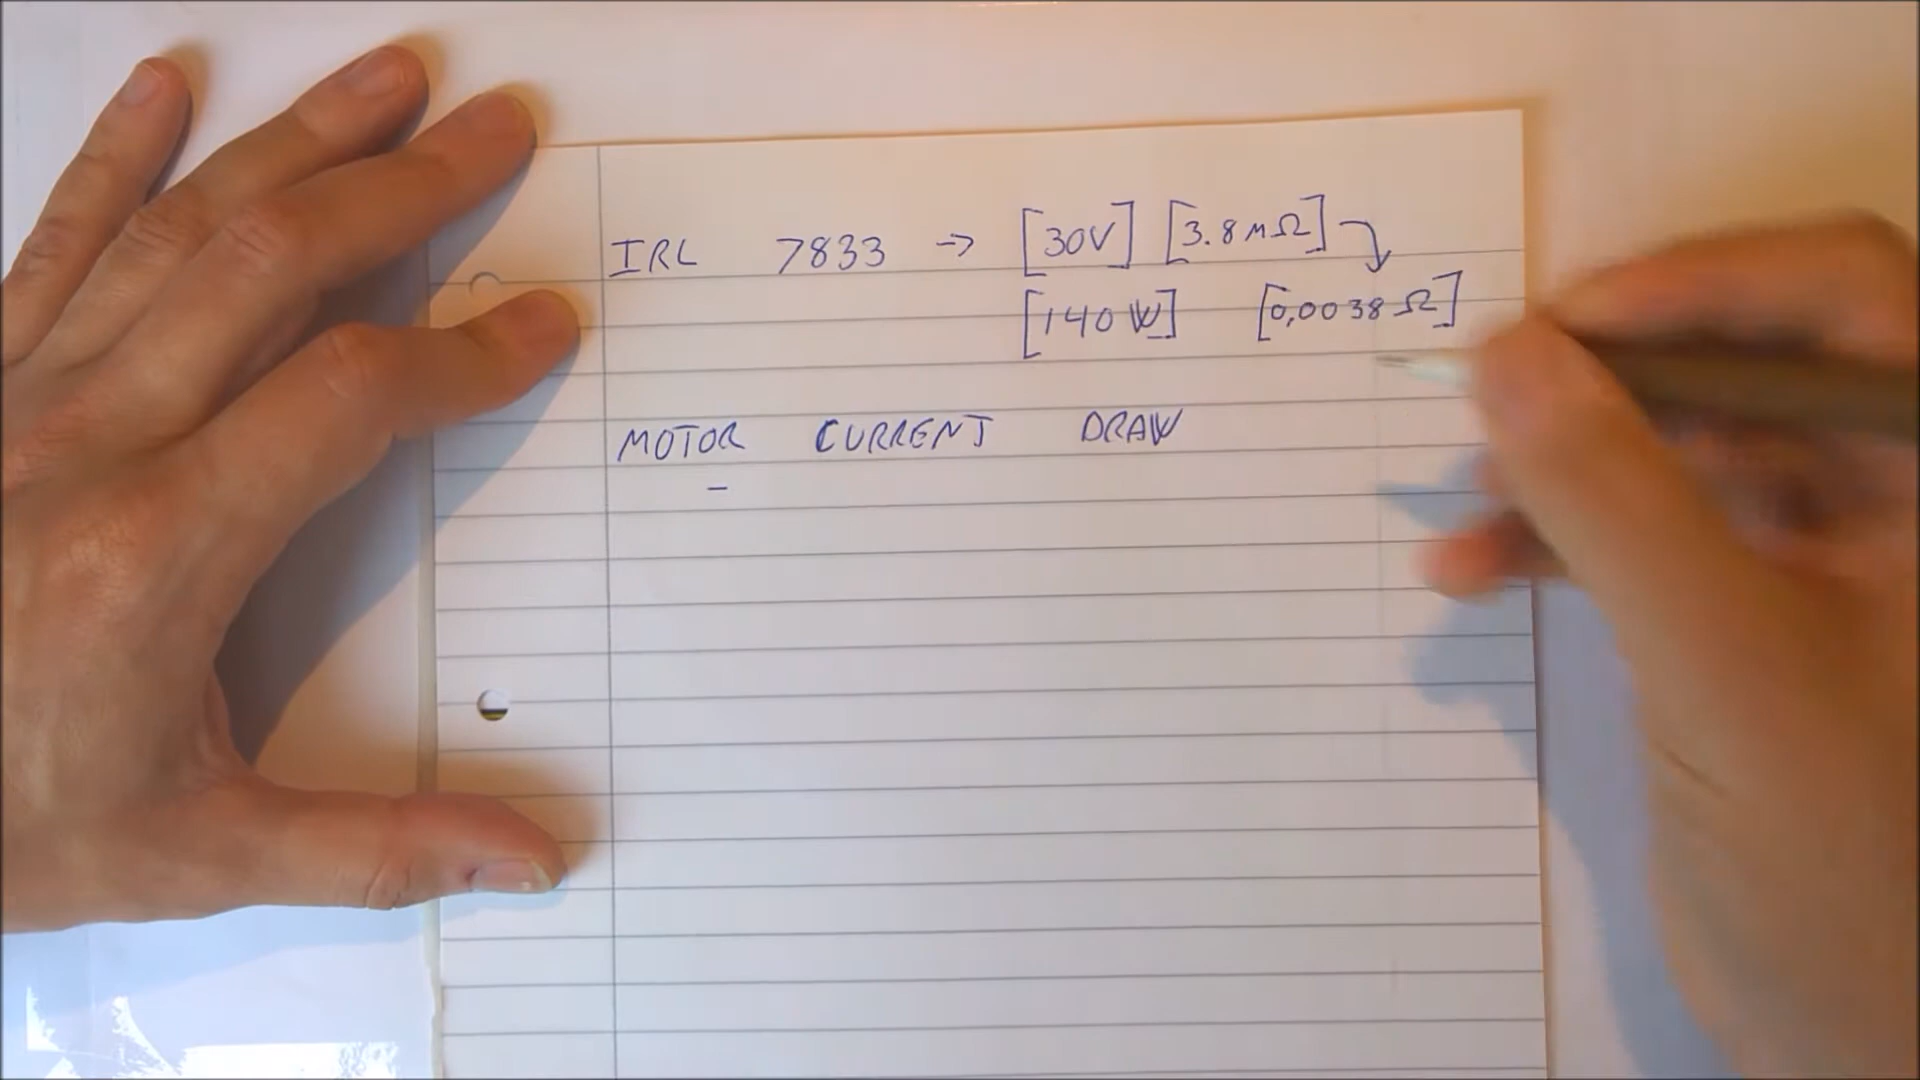 IRL 7833 → [30V] [3.8mΩ]
[140W] [0,0038Ω]
MOTOR CURRENT DRAW
-